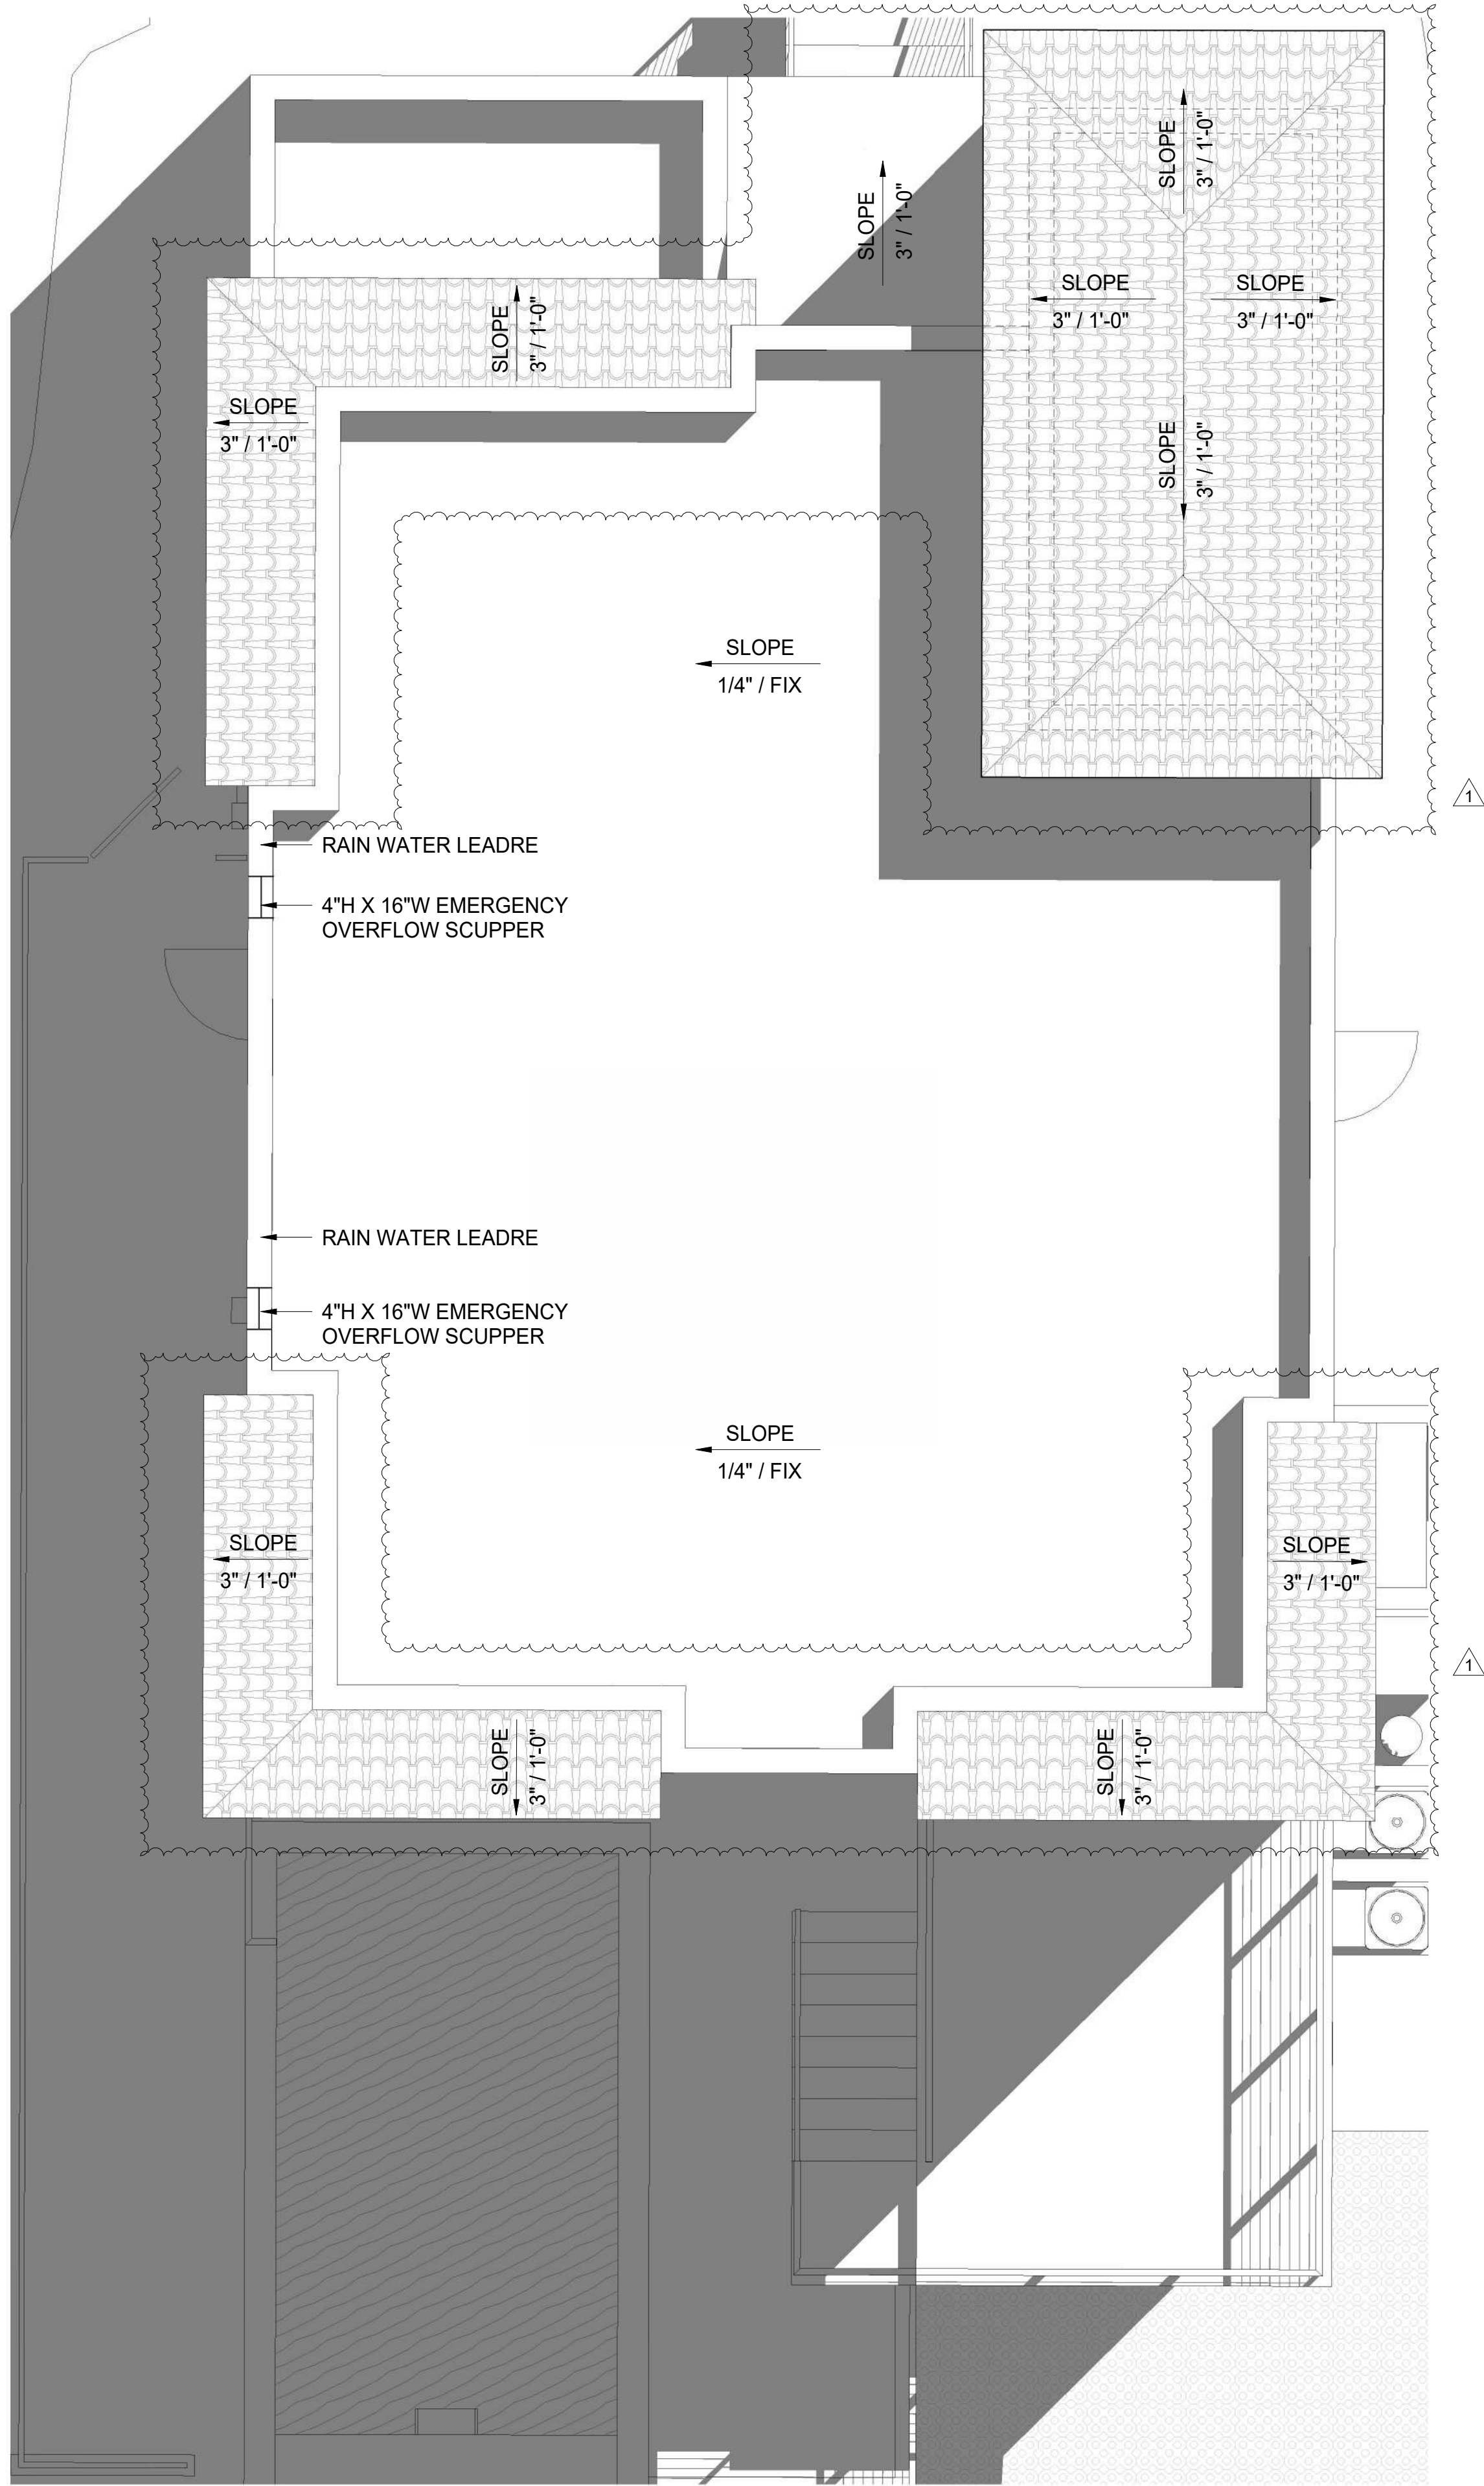 SLOPE
3" / 1'-0"
SLOPE
3" / 1'-0"
SLOPE
3" / 1'-0"
SLOPE
3" / 1'-0"
SLOPE
3" / 1'-0"
SLOPE
3" / 1'-0"
SLOPE
3" / 1'-0"
SLOPE
1/4" / FIX
1
RAIN WATER LEADRE
4"H X 16"W EMERGENCY
OVERFLOW SCUPPER
RAIN WATER LEADRE
4"H X 16"W EMERGENCY
OVERFLOW SCUPPER
SLOPE
1/4" / FIX
SLOPE
3" / 1'-0"
SLOPE
3" / 1'-0"
1
SLOPE
3" / 1'-0"
SLOPE
3" / 1'-0"